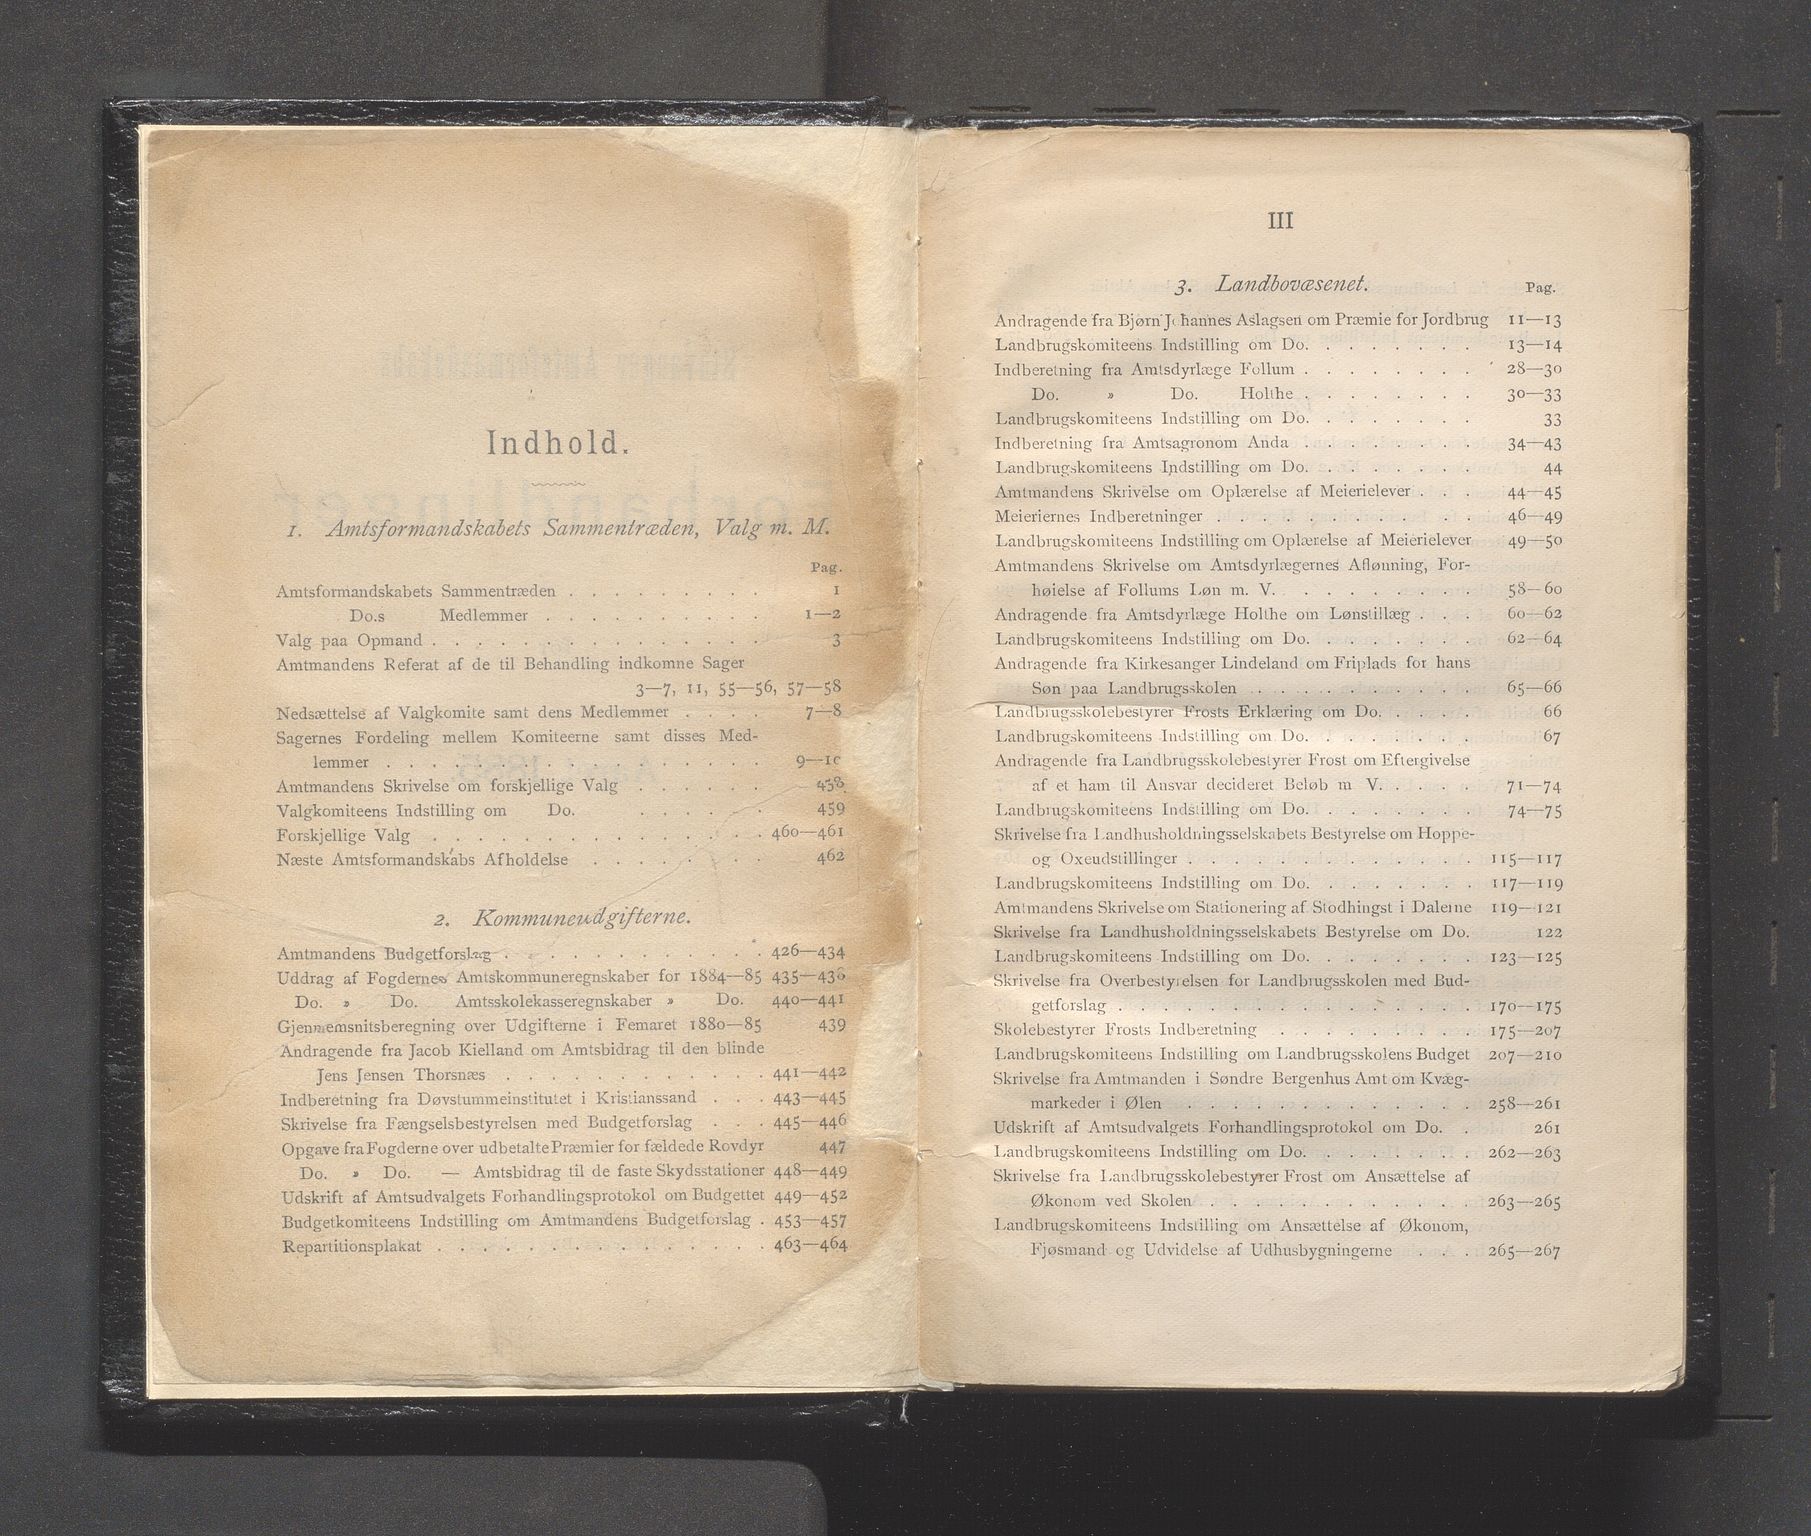 Indhold.
1. Amtsformandskabets Sammentræden, Valg m. M.
Pag.
Amtsformandskabets Sammentræden . . . . . . . . . 1
Do.s Medlemmer . . . . . . . . . . 1—2
Valg paa Opmand . . . . . . . . . . . . . . 3
Amtmandens Referat af de til Behandling indkomne Sager
3—7, 11, 55—56, 57—58
Nedsættelse af Valgkomite samt dens Medlemmer . . . . 7—8
Sagernes Fordeling mellem Komiteerne samt disses Med-
lemmer . . . . . . . . . . . . . . . . 9—10
Amtmandens Skrivelse om forskjellige Valg . . . . . . 458
Valgkomiteens Indstilling om Do. . . . . . 459
Forskjellige Valg . . . . . . . . . . . . . . 460—461
Næste Amtsformandskabs Afholdelse . . . . . . . 462
2. Kommuneudgifterne.
Amtmandens Budgetforslag . . . . . . . . . . . 426—434
Uddrag af Fogdernes Amtskommuneregnskaber for 1884—85 435—436
Do. » Do. Amtsskolekasseregnskaber » Do. 440—441
Gjennemsnitsberegning over Udgifterne i Femaret 1880—85 439
Andragende fra Jacob Kielland om Amtsbidrag til den blinde
Jens Jensen Thorsnæs . . . . . . . . . . . 441—442
Indberetning fra Døvstummeinstitutet i Kristianssand . . . 443—445
Skrivelse fra Fængselsbestyrelsen med Budgetforslag . . . 445—446
Opgave fra Fogderne over udbetalte Præmier for fældede Rovdyr 447
Do. » Do. — Amtsbidrag til de faste Skydsstationer 448—449
Udskrift af Amtsudvalgets Forhandlingsprotokol om Budgettet 449—452
Budgetkomiteens Indstilling om Amtmandens Budgetforslag . 453—457
Repartitionsplakat . . . . . . . . . . . . . . 463—464
III
3. Landbovæsenet.
Pag.
Andragende fra Bjørn Johannes Aslagsen om Præmie for Jordbrug 11—13
Landbrugskomiteens Indstilling om Do. . . . . . . . 13—14
Indberetning fra Amtsdyrlæge Follum . . . . . . . . 28—30
Do. » Do. Holthe . . . . . . . . 30—33
Landbrugskomiteens Indstilling om Do. . . . . . . . 33
Indberetning fra Amtsagronom Anda . . . . . . . . 34—43
Landbrugskomiteens Indstilling om Do. . . . . . . . 44
Amtmandens Skrivelse om Oplærelse af Meierielever . . . 44—45
Meieriernes Indberetninger . . . . . . . . . . . . 46—49
Landbrugskomiteens Indstilling om Oplærelse af Meierielever 49—50
Amtmandens Skrivelse om Amtsdyrlægernes Aflønning, For-
høielse af Follums Løn m. V. . . . . . . . . 58—60
Andragende fra Amtsdyrlæge Holthe om Lønstillæg . . . 60—62
Landbrugskomiteens Indstilling om Do. . . . . . . . 62—64
Andragende fra Kirkesanger Lindeland om Friplads for hans
Søn paa Landbrugsskolen . . . . . . . . . . . 65—66
Landbrugsskolebestyrer Frosts Erklæring om Do. . . . . 66
Landbrugskomiteens Indstilling om Do. . . . . . . . 67
Andragende fra Landbrugsskolebestyrer Frost om Eftergivelse
af et ham til Ansvar decideret Beløb m V. . . . . 71—74
Landbrugskomiteens Indstilling om Do. . . . . . . . 74—75
Skrivelse fra Landhusholdningsselskabets Bestyrelse om Hoppe-
og Oxeudstillinger . . . . . . . . . . . . . 115—117
Landbrugskomiteens Indstilling om Do. . . . . . . . 117—119
Amtmandens Skrivelse om Stationering af Stodhingst i Dalerne 119—121
Skrivelse fra Landhusholdningsselskabets Bestyrelse om Do. 122
Landbrugskomiteens Indstilling om Do. . . . . . . . 123—125
Skrivelse fra Overbestyrelsen for Landbrugsskolen med Bud-
getforslag . . . . . . . . . . . . . . . . 170—175
Skolebestyrer Frosts Indberetning . . . . . . . . . 175—207
Landbrugskomiteens Indstilling om Landbrugsskolens Budget 207—210
Skrivelse fra Amtmanden i Søndre Bergenhus Amt om Kvæg-
markeder i Ølen . . . . . . . . . . . . . 258—261
Udskrift af Amtsudvalgets Forhandlingsprotokol om Do. . 261
Landbrugskomiteens Indstilling om Do. . . . . . . . 262—263
Skrivelse fra Landbrugsskolebestyrer Frost om Ansættelse af
Økonom ved Skolen . . . . . . . . . . . . 263—265
Landbrugskomiteens Indstilling om Ansættelse af Økonom,
Fjøsmand og Udvidelse af Udhusbygningerne . . . 265—267